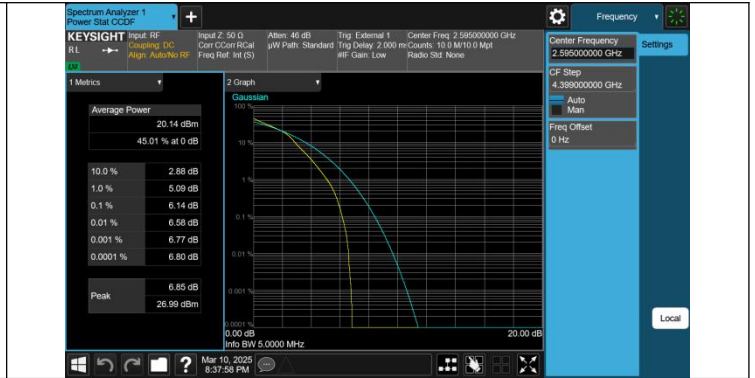 Spectrum Analyzer 1
Power Stat CCDF
+
Frequency
KEYSIGHT
RL
LXI
Input: RF
Coupling: DC
Align: Auto/No RF
Input Z: 50 Ω
Corr CCorr RCal
Freq Ref: Int (S)
Atten: 46 dB
µW Path: Standard
Trig: External 1
Trig Delay: 2.000 ms
#IF Gain: Low
Center Freq: 2.595000000 GHz
Counts: 10.0 M/10.0 Mpt
Radio Std: None
Center Frequency
2.595000000 GHz
Settings
CF Step
4.399000000 GHz
Auto
Man
Freq Offset
0 Hz
Local
1 Metrics
Average Power
20.14 dBm
45.01 % at 0 dB
10.0 % 2.88 dB
1.0 % 5.09 dB
0.1 % 6.14 dB
0.01 % 6.58 dB
0.001 % 6.77 dB
0.0001 % 6.80 dB
Peak
6.85 dB
26.99 dBm
2 Graph
Gaussian
100 %
10 %
1 %
0.1 %
0.01 %
0.001 %
0.0001 %
0.00 dB
20.00 dB
Info BW 5.0000 MHz
?
Mar 10, 2025
8:37:58 PM